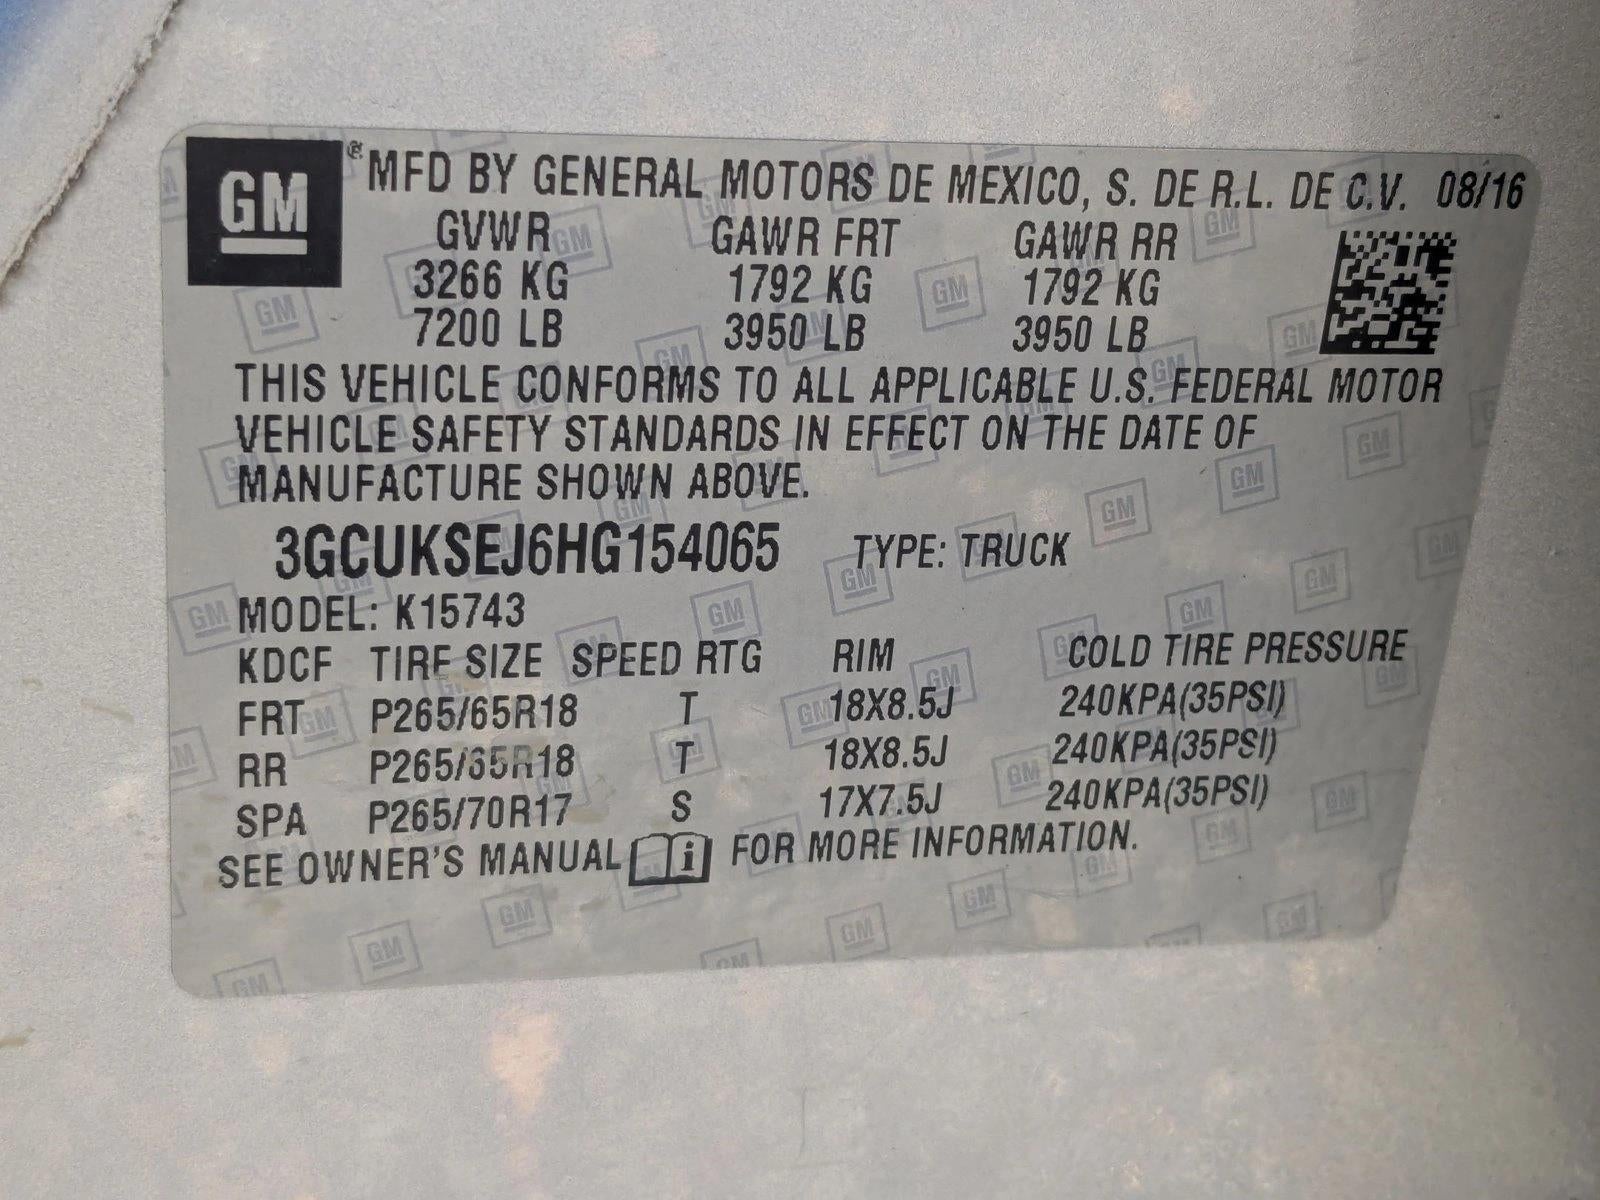 GM
® MFD BY GENERAL MOTORS DE MEXICO, S. DE R.L. DE C.V. 08/16
GVWR GAWR FRT GAWR RR
3266 KG 1792 KG 1792 KG
7200 LB 3950 LB 3950 LB
THIS VEHICLE CONFORMS TO ALL APPLICABLE U.S. FEDERAL MOTOR
VEHICLE SAFETY STANDARDS IN EFFECT ON THE DATE OF
MANUFACTURE SHOWN ABOVE.
3GCUKSEJ6HG154065 TYPE: TRUCK
MODEL: K15743
KDCF TIRE SIZE SPEED RTG RIM COLD TIRE PRESSURE
FRT P265/65R18 T 18X8.5J 240KPA(35PSI)
RR P265/65R18 T 18X8.5J 240KPA(35PSI)
SPA P265/70R17 S 17X7.5J 240KPA(35PSI)
SEE OWNER'S MANUAL i FOR MORE INFORMATION.